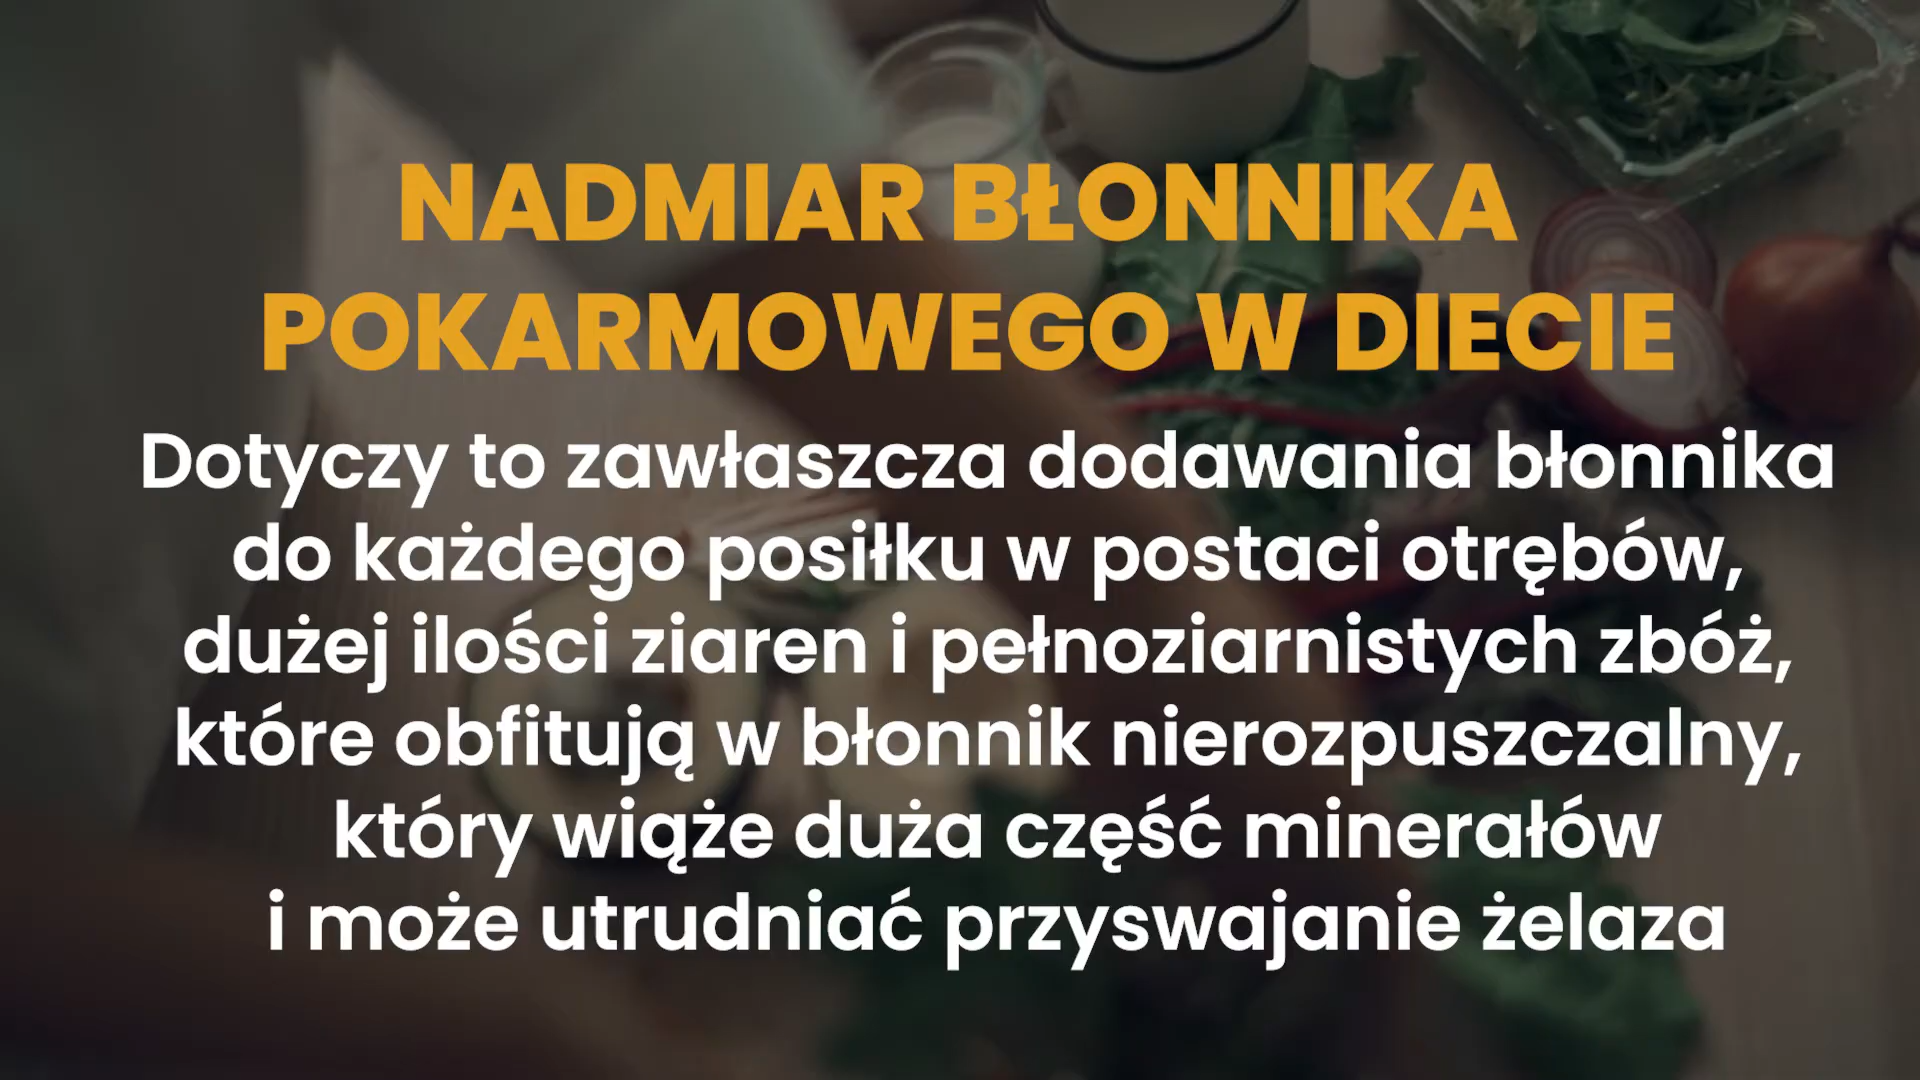 NADMIAR BŁONNIKA
POKARMOWEGO W DIECIE
Dotyczy to zawłaszcza dodawania błonnika
do każdego posiłku w postaci otrębów,
dużej ilości ziaren i pełnoziarnistych zbóż,
które obfitują w błonnik nierozpuszczalny,
który wiąże duża część minerałów
i może utrudniać przyswajanie żelaza